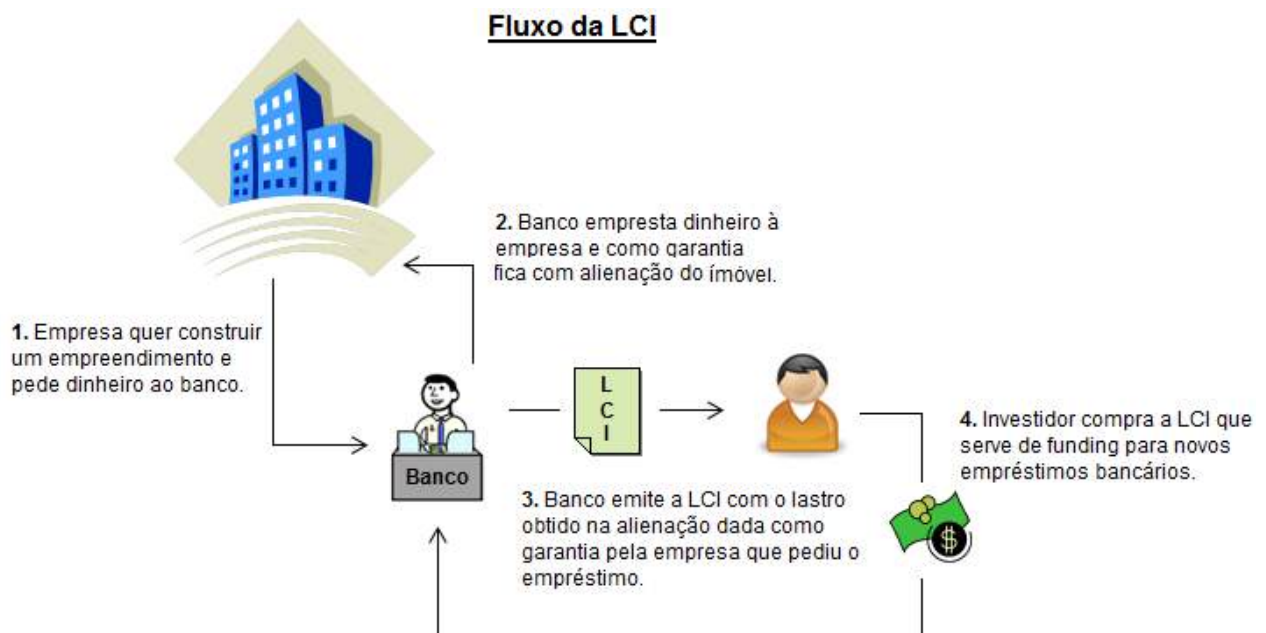 Fluxo da LCI
2. Banco empresta dinheiro à
empresa e como garantia
fica com alienação do ímóvel.
1. Empresa quer construir
um empreendimento e
pede dinheiro ao banco.
L
C
I
Banco
4. Investidor compra a LCI que
serve de funding para novos
empréstimos bancários.
3. Banco emite a LCI com o lastro
obtido na alienação dada como
garantia pela empresa que pediu o
empréstimo.
$